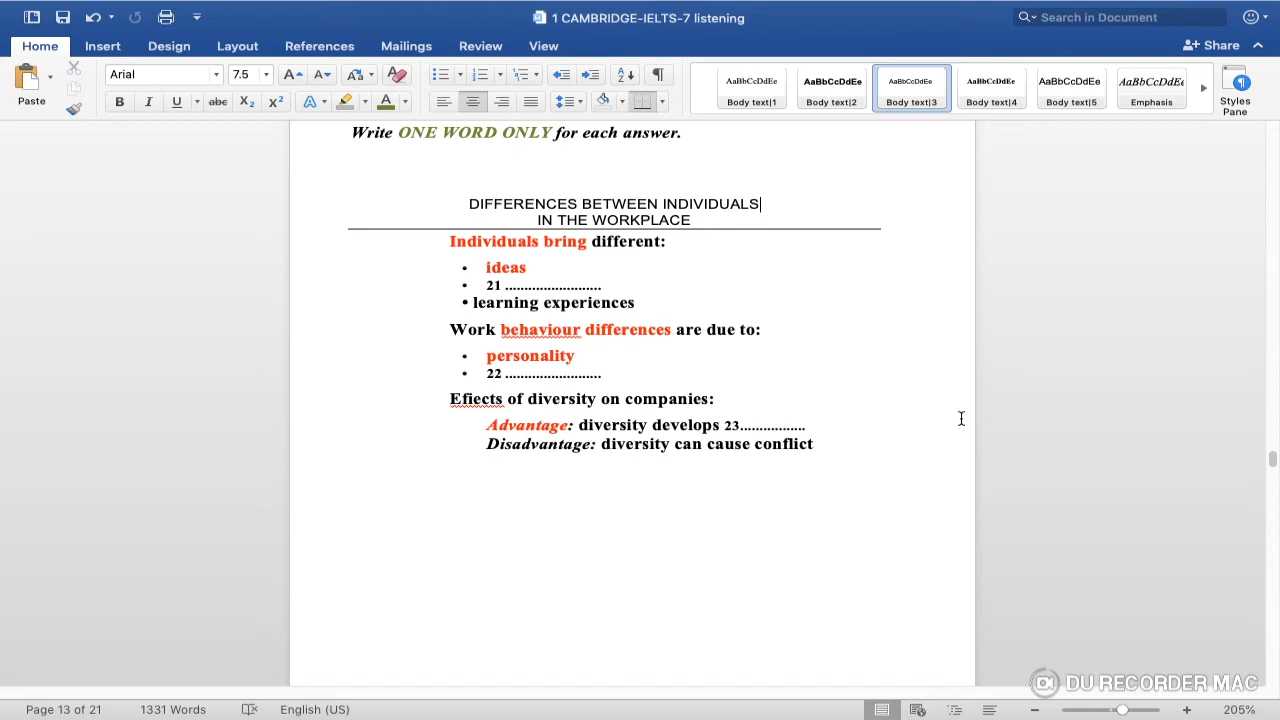 1 CAMBRIDGE-IELTS-7 listening
Search in Document
Home Insert Design Layout References Mailings Review View
Share
Paste
Arial 7.5
B I U abc X2 X2 A A
AaBbCcDdEe AaBbCcDdEe AaBbCcDdEe AaBbCcDdEe AaBbCcDdEe AaBbCcDdEe
Body text|1 Body text|2 Body text|3 Body text|4 Body text|5 Emphasis
Styles
Pane
Write ONE WORD ONLY for each answer.
DIFFERENCES BETWEEN INDIVIDUALS
IN THE WORKPLACE
Individuals bring different:
• ideas
• 21 .........................
• learning experiences
Work behaviour differences are due to:
• personality
• 22 .........................
Efiects of diversity on companies:
Advantage: diversity develops 23.................
Disadvantage: diversity can cause conflict
DU RECORDER MAC
Page 13 of 21 1331 Words English (US) 205%